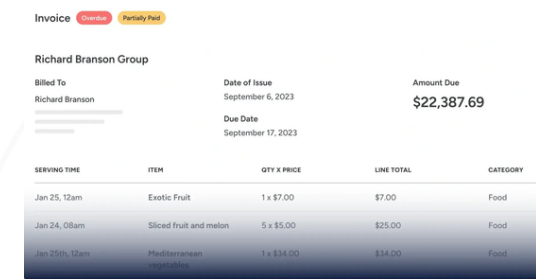 Invoice Overdue Partially Paid
Richard Branson Group
Billed To Date of Issue Amount Due
Richard Branson September 6, 2023 $22,387.69
Due Date
September 17, 2023
SERVING TIME ITEM QTY X PRICE LINE TOTAL CATEGORY
Jan 25, 12am Exotic Fruit 1 x $7.00 $7.00 Food
Jan 24, 08am Sliced fruit and melon 5 x $5.00 $25.00 Food
Jan 25th, 12am Mediterranean 1 x $34.00 $34.00 Food
vegetables